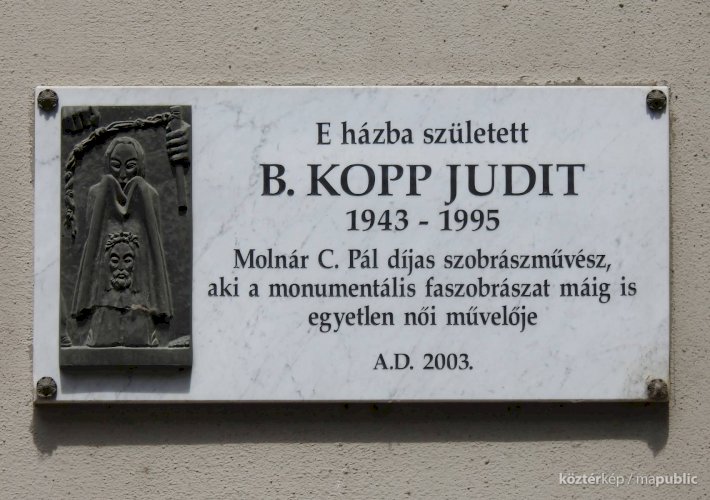 E házba született
B. KOPP JUDIT
1943 - 1995
Molnár C. Pál díjas szobrászművész,
aki a monumentális faszobrászat máig is
egyetlen női művelője
A.D. 2003.
köztérkép / mapublic